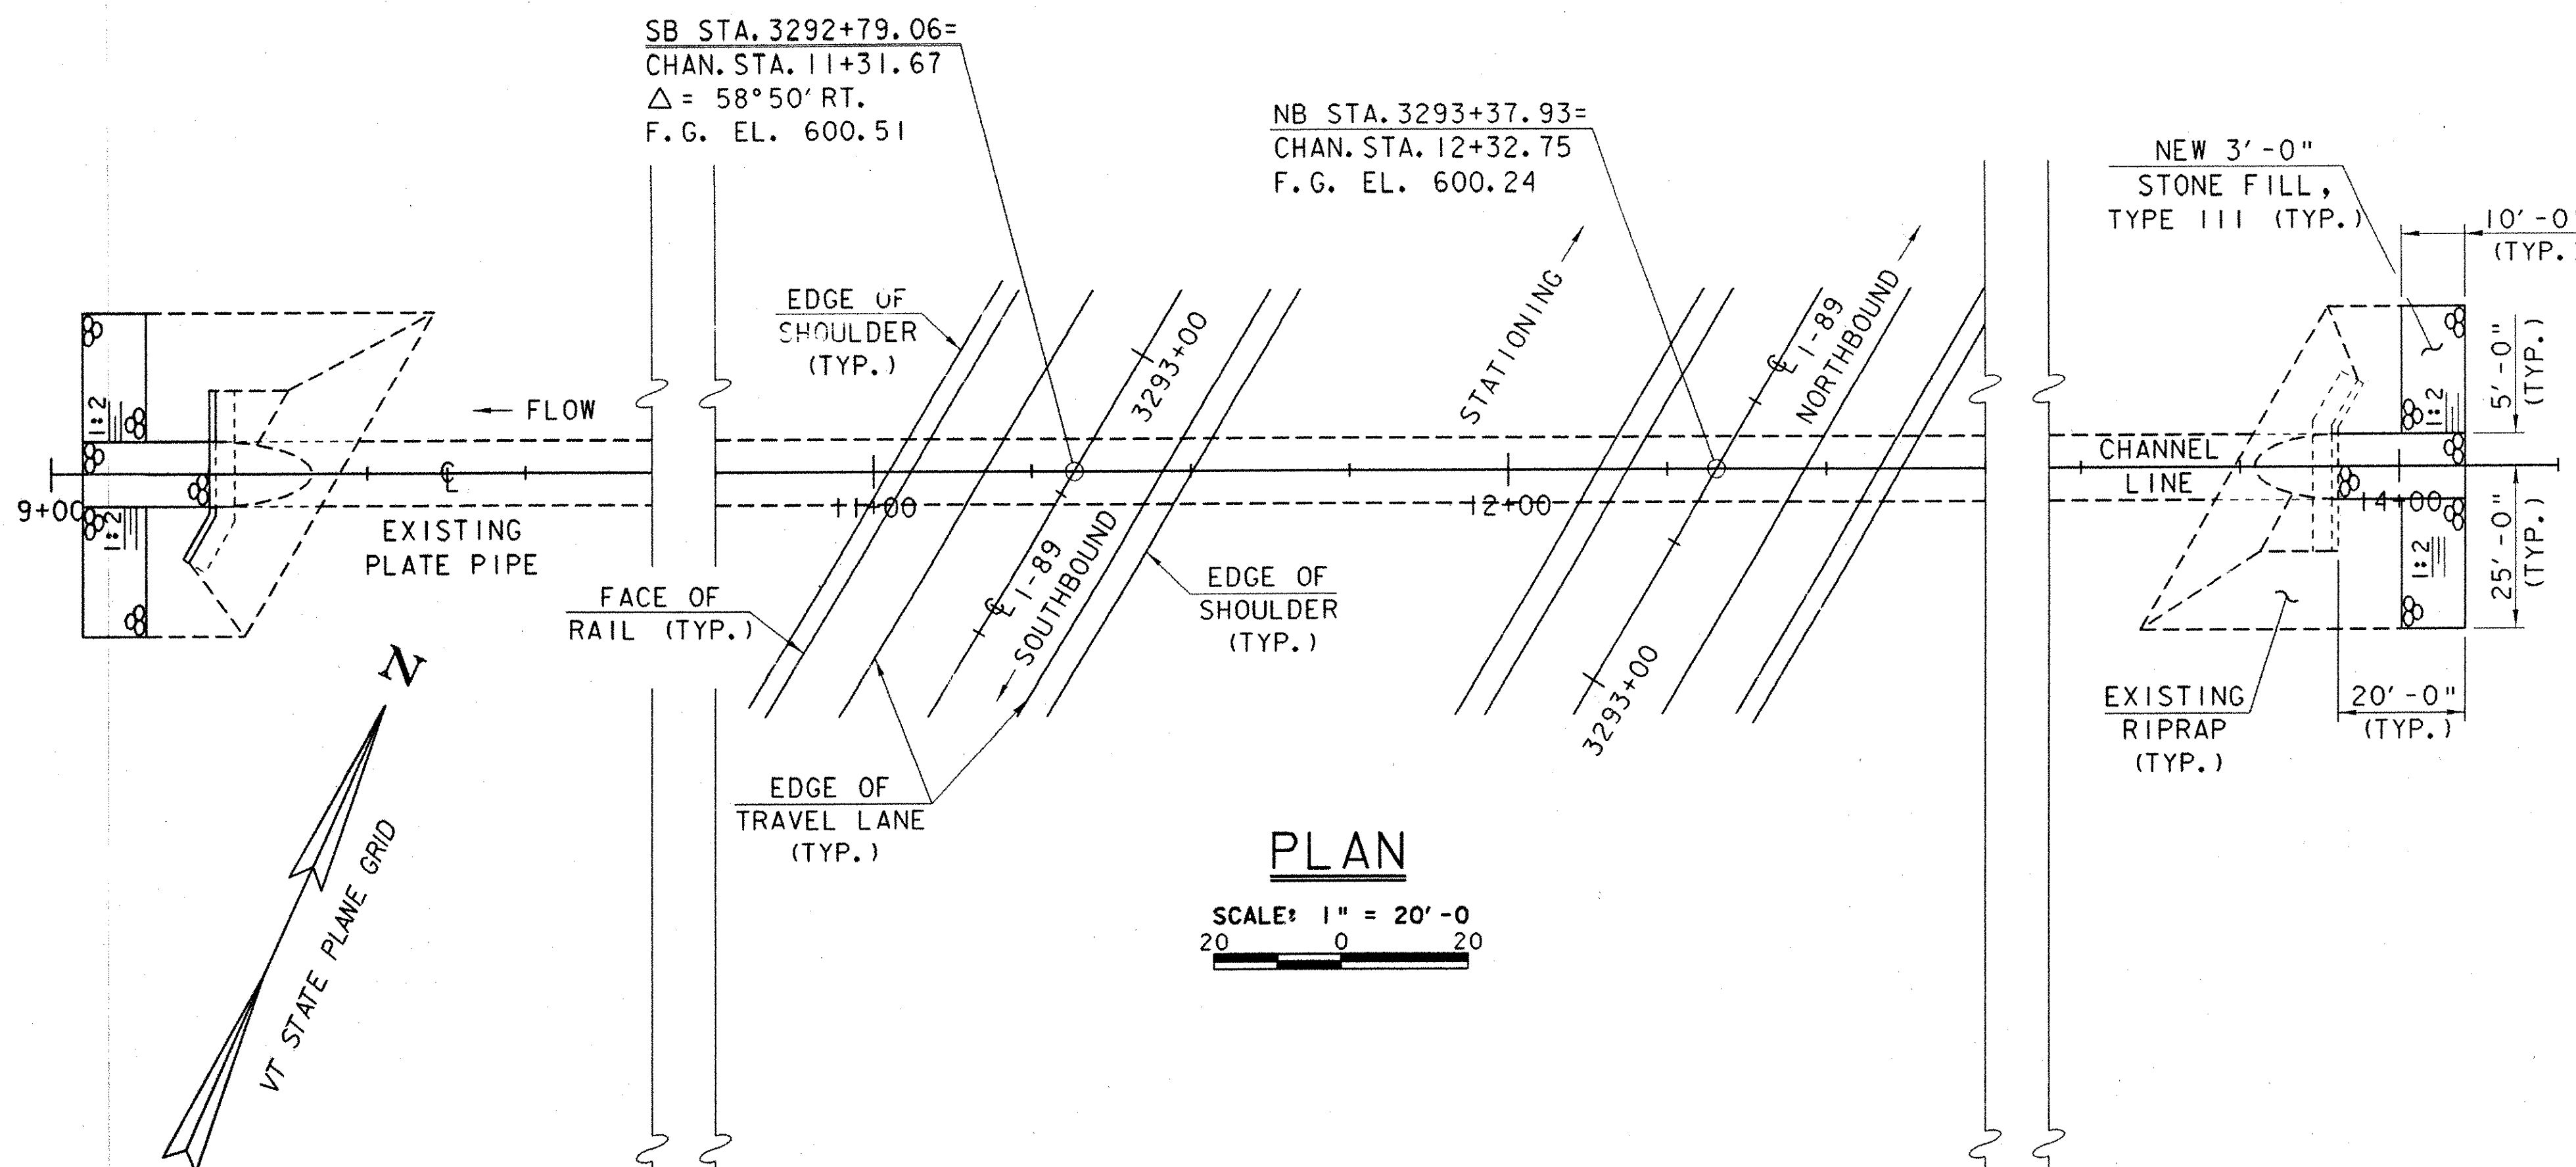 SB STA. 3292+79.06=
CHAN. STA. 11+31.67
△ = 58°50' RT.
F.G. EL. 600.51
NB STA. 3293+37.93=
CHAN. STA. 12+32.75
F.G. EL. 600.24
NEW 3'-0"
STONE FILL,
TYPE III (TYP.)
10'-0
(TYP.
EDGE OF
SHOULDER
(TYP.)
3293+00
STATIONING
℄ I-89
NORTHBOUND
5'-0"
(TYP.)
1:2
1:2
← FLOW
℄
CHANNEL
LINE
9+00
11+00
12+00
14+00
1:2
1:2
EXISTING
PLATE PIPE
25'-0"
(TYP.)
FACE OF
RAIL (TYP.)
℄ I-89
SOUTHBOUND
EDGE OF
SHOULDER
(TYP.)
3293+00
EXISTING
RIPRAP
(TYP.)
20'-0"
(TYP.)
N
VT STATE PLANE GRID
EDGE OF
TRAVEL LANE
(TYP.)
PLAN
SCALE: 1" = 20'-0
20 0 20